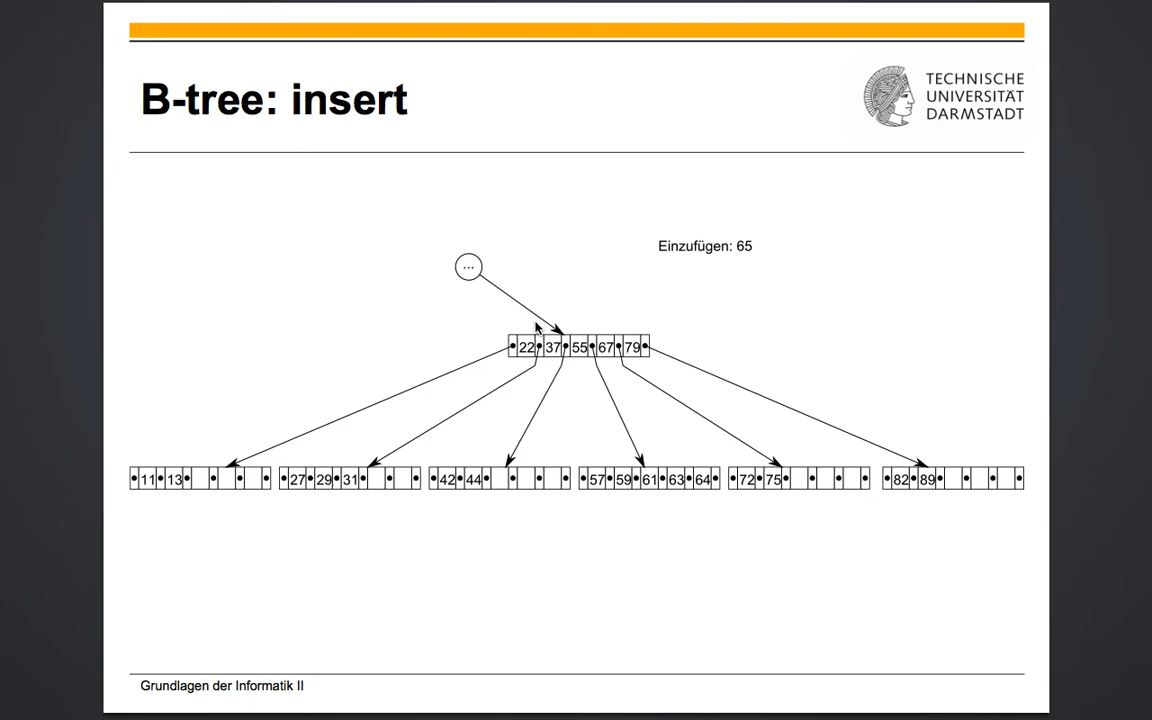 B-tree: insert
TECHNISCHE
UNIVERSITÄT
DARMSTADT
Einzufügen: 65
...
22 37 55 67 79
11 13
27 29 31
42 44
57 59 61 63 64
72 75
82 89
Grundlagen der Informatik II